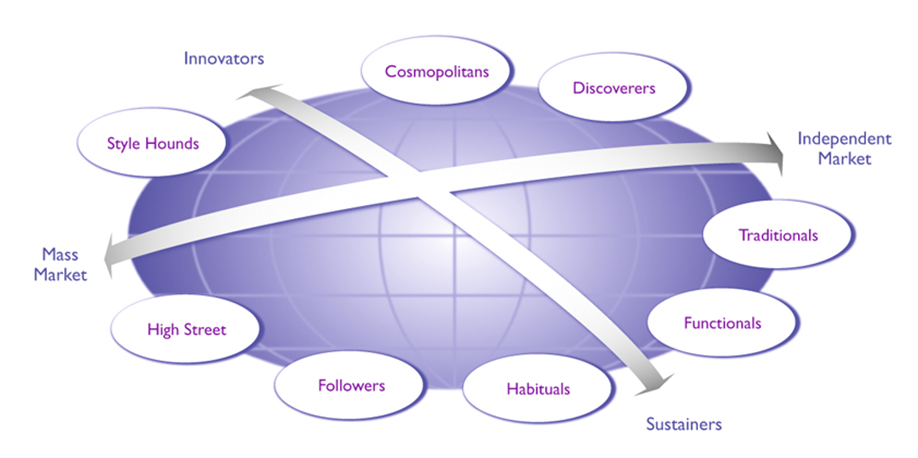 Innovators
Cosmopolitans
Discoverers
Style Hounds
Independent
Market
Mass
Market
Traditionals
High Street
Functionals
Followers
Habituals
Sustainers